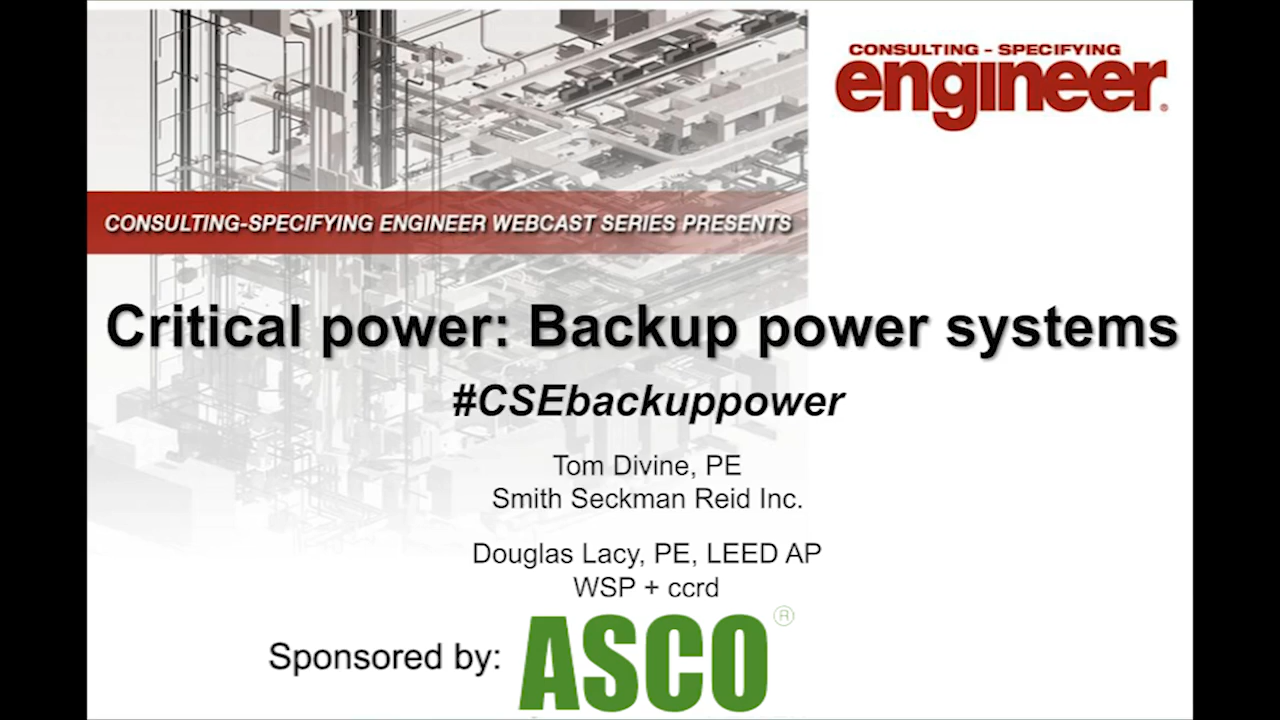 CONSULTING - SPECIFYING
engineer®
CONSULTING-SPECIFYING ENGINEER WEBCAST SERIES PRESENTS
Critical power: Backup power systems
#CSEbackuppower
Tom Divine, PE
Smith Seckman Reid Inc.
Douglas Lacy, PE, LEED AP
WSP + ccrd
Sponsored by: ASCO®